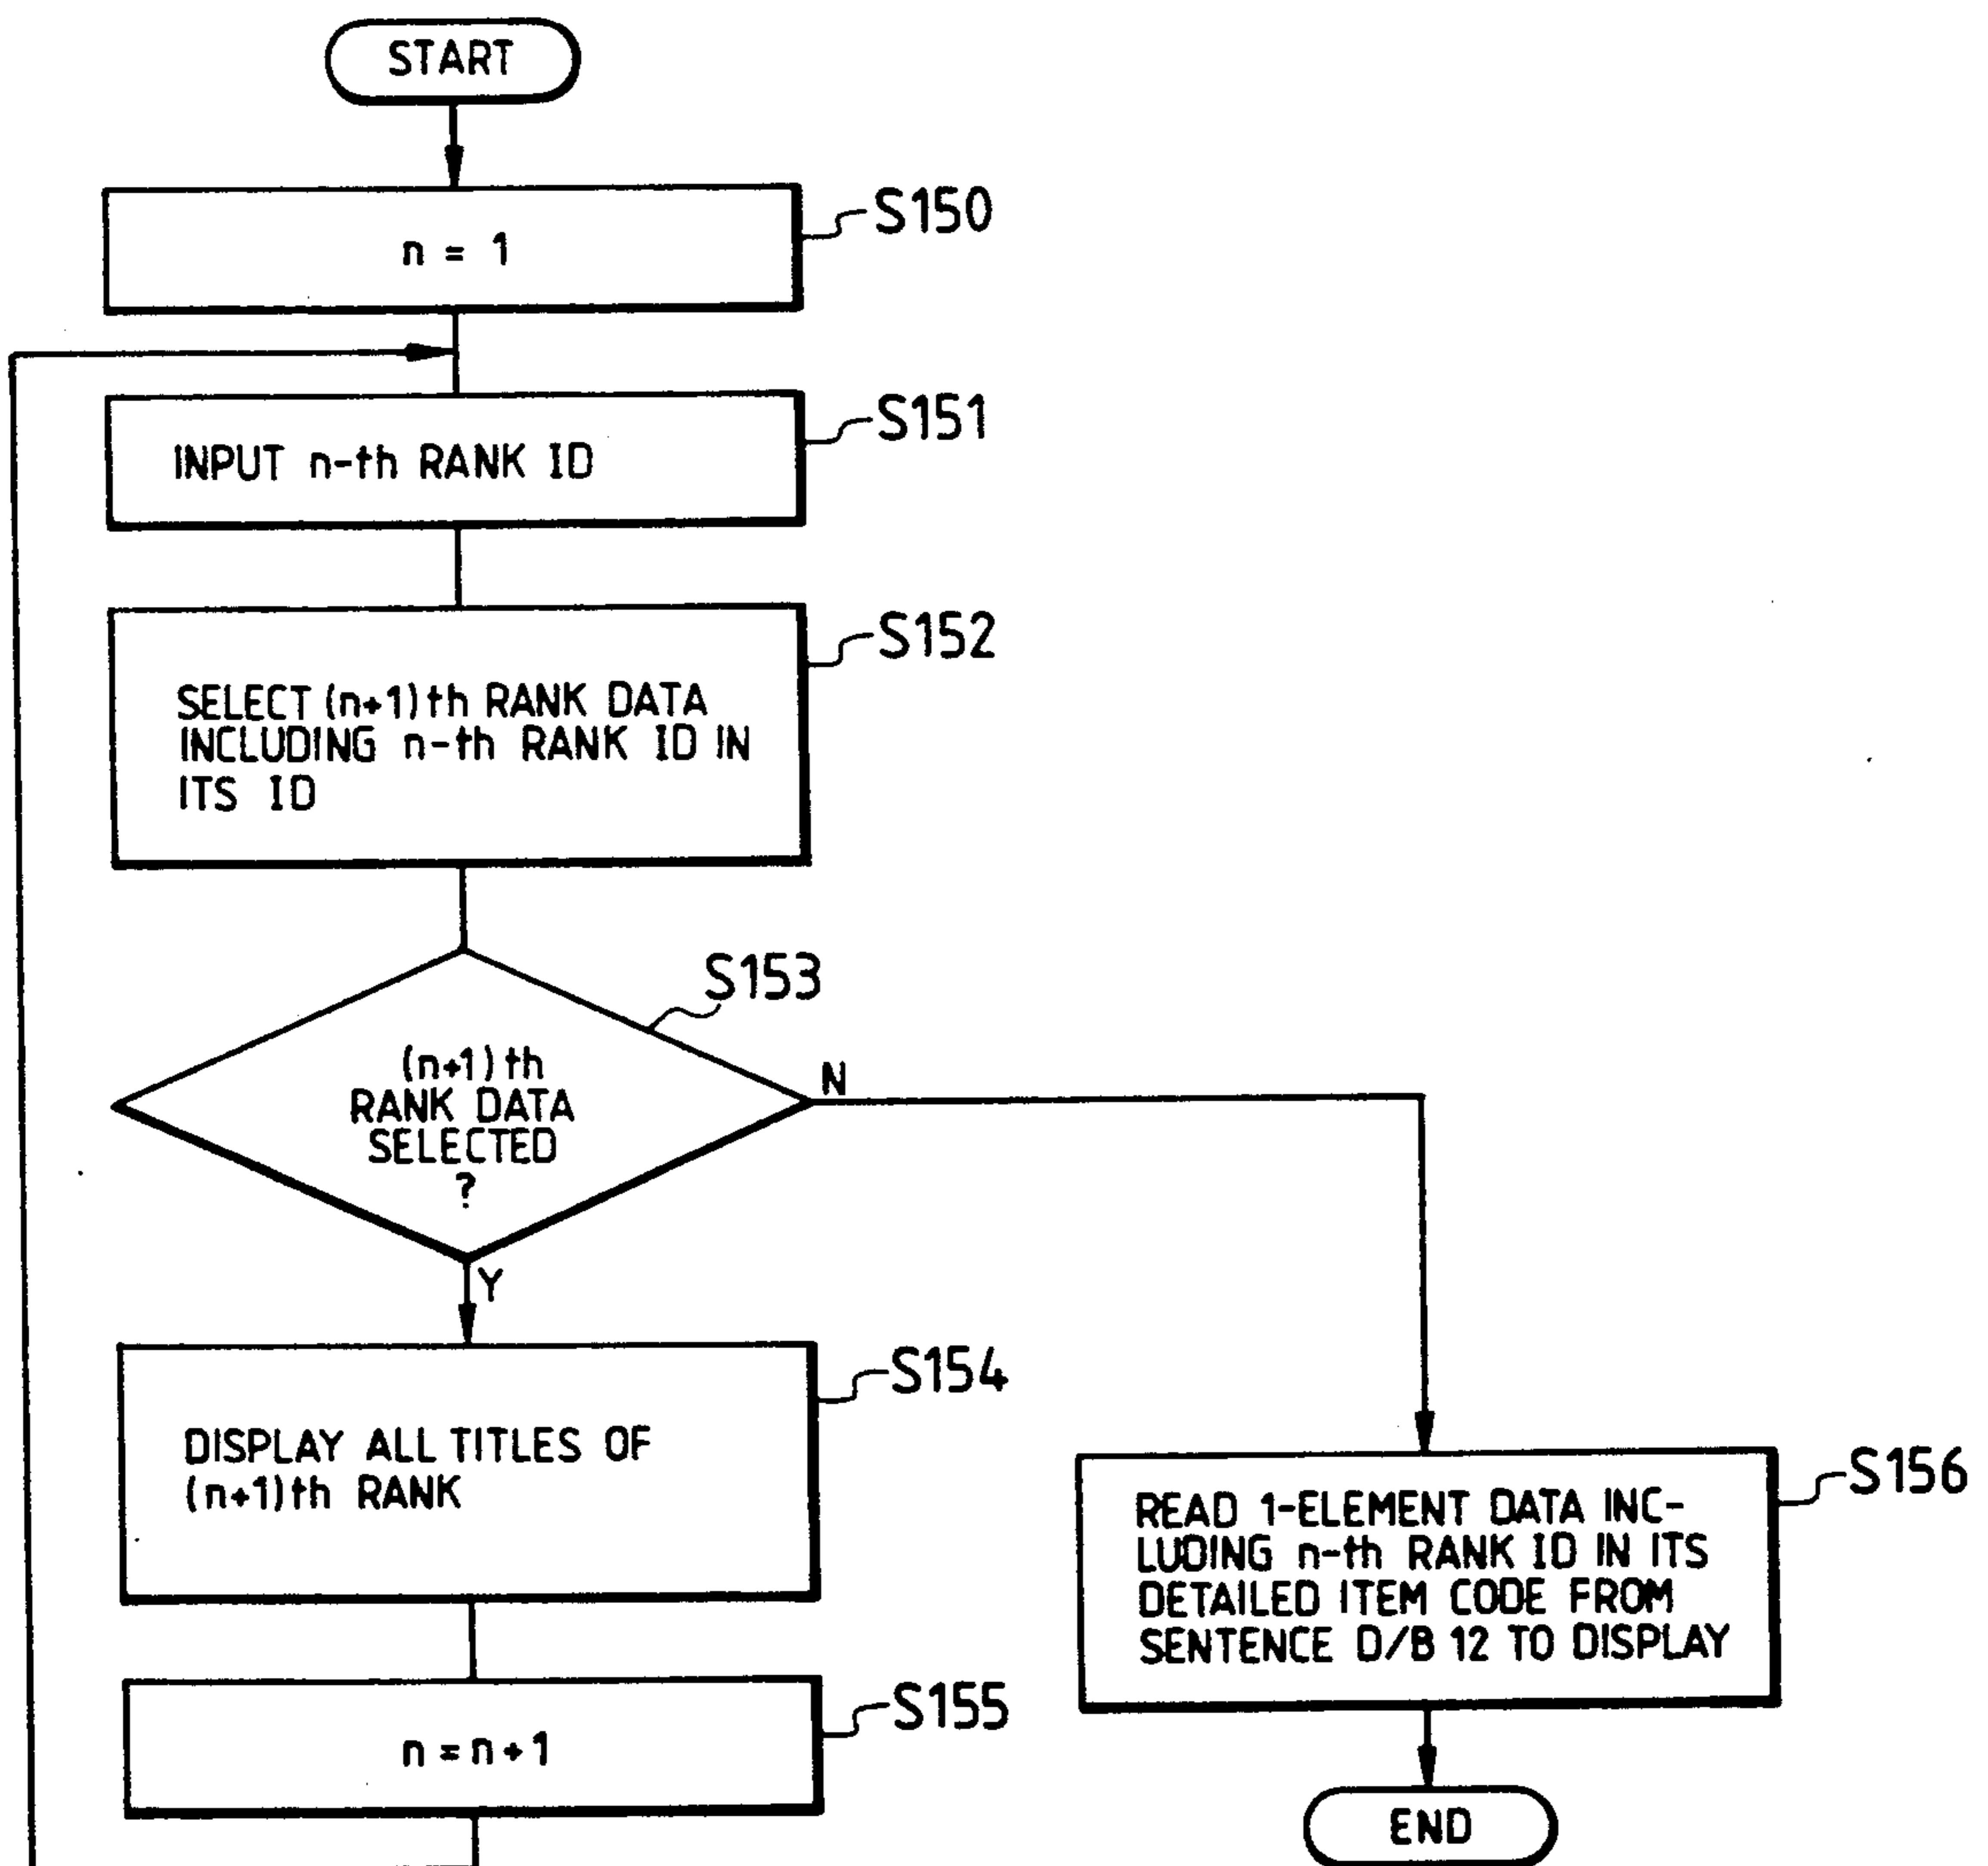 START
S150
n = 1
S151
INPUT n-th RANK ID
S152
SELECT (n+1)th RANK DATA
INCLUDING n-th RANK ID IN
ITS ID
S153
(n+1)th
RANK DATA
SELECTED
?
N
Y
S154
DISPLAY ALL TITLES OF
(n+1)th RANK
S155
n = n + 1
S156
READ 1-ELEMENT DATA INC-
LUDING n-th RANK ID IN ITS
DETAILED ITEM CODE FROM
SENTENCE D/B 12 TO DISPLAY
END